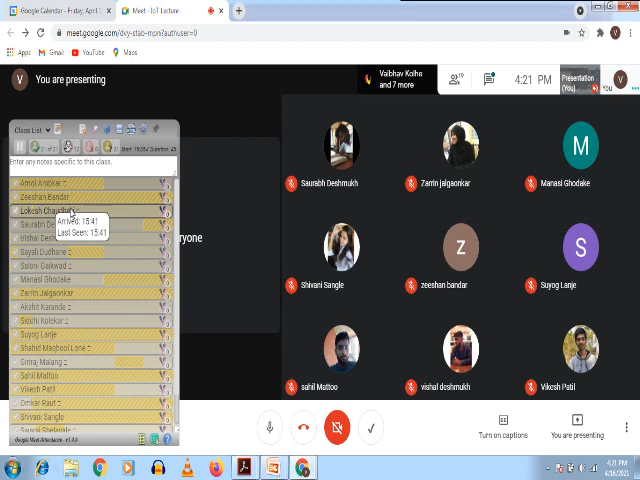 Google Calendar - Friday, April
Meet - IoT Lecture
meet.google.com/dvy-stab-mpn?authuser=0
Apps
Gmail
YouTube
Maps
V
You are presenting
Vaibhav Kolhe
and 7 more
19
4:21 PM
Presentation
(You)
You
V
Class List
Enter any notes specific to this class.
Amol Ambkar
Zeeshan Bandar
Lokesh Chaudhari
Saurabh De
Vishal Desh
Arrived: 15:41
Last Seen: 15:41
Sayali Dudhane
Saloni Gaikwad
Manasi Ghodake
Zarrin Jalgaonkar
Akshit Karande
Siddhi Kolekar
Suyog Lanje
Shahid Maqbool Lone
Giriraj Malang
Sahil Mattoo
Vikesh Patil
Omkar Raut
Shivani Sangle
Google Meet Attendance
ryone
Saurabh Deshmukh
Zarrin jalgaonkar
M
Manasi Ghodake
Shivani Sangle
z
zeeshan bandar
S
Suyog Lanje
sahil Mattoo
vishal deshmukh
Vikesh Patil
Turn on captions
You are presenting
4:21 PM
4/16/2021